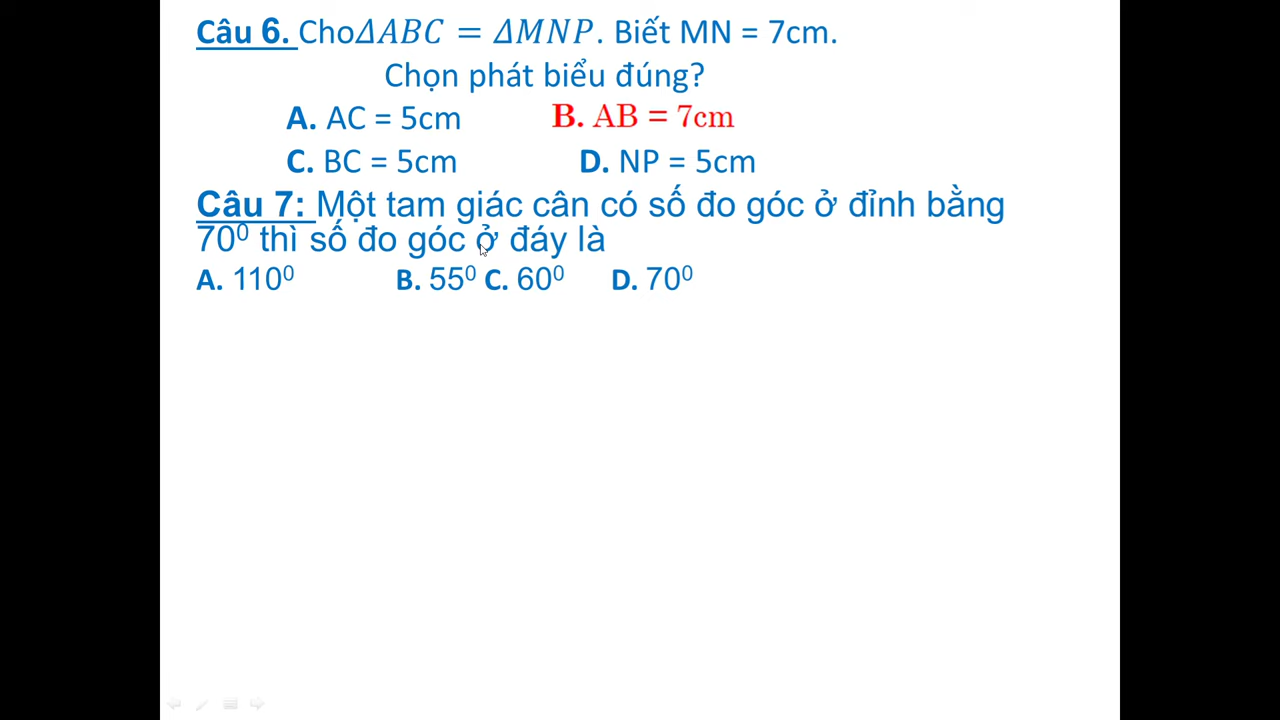 Câu 6. Cho𝛥𝐴𝐵𝐶 = 𝛥𝑀𝑁𝑃. Biết MN = 7cm.
Chọn phát biểu đúng?
A. AC = 5cm B. AB = 7cm
C. BC = 5cm D. NP = 5cm
Câu 7: Một tam giác cân có số đo góc ở đỉnh bằng
70⁰ thì số đo góc ở đáy là
A. 110⁰ B. 55⁰ C. 60⁰ D. 70⁰